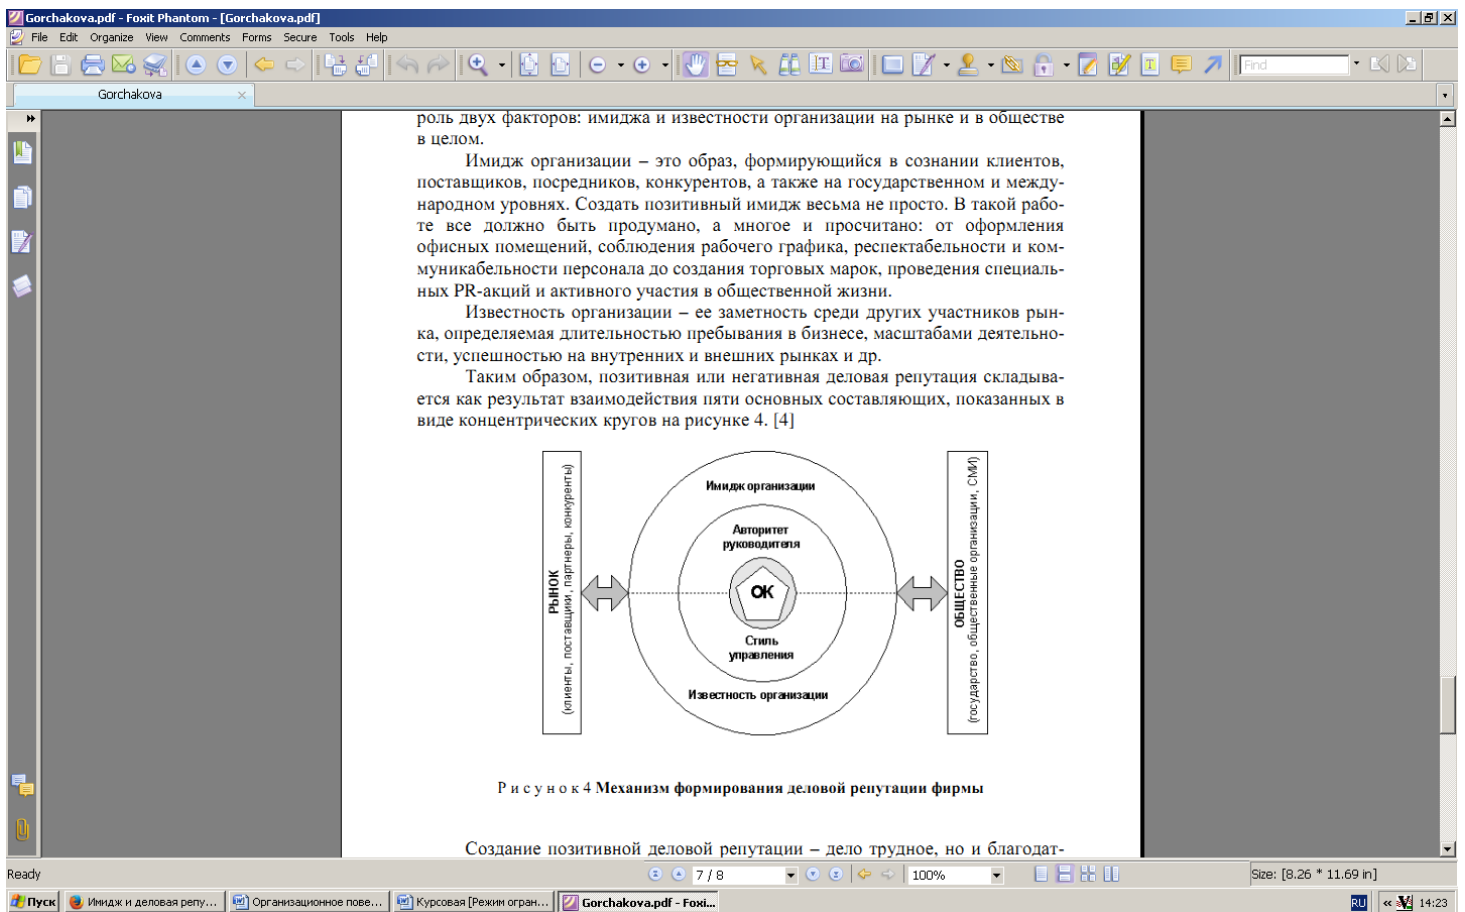 Gorchakova.pdf - Foxit Phantom - [Gorchakova.pdf]
File Edit Organize View Comments Forms Secure Tools Help
Find
Gorchakova
роль двух факторов: имиджа и известности организации на рынке и в обществе
в целом.
Имидж организации – это образ, формирующийся в сознании клиентов,
поставщиков, посредников, конкурентов, а также на государственном и между-
народном уровнях. Создать позитивный имидж весьма не просто. В такой рабо-
те все должно быть продумано, а многое и просчитано: от оформления
офисных помещений, соблюдения рабочего графика, респектабельности и ком-
муникабельности персонала до создания торговых марок, проведения специаль-
ных PR-акций и активного участия в общественной жизни.
Известность организации – ее заметность среди других участников рын-
ка, определяемая длительностью пребывания в бизнесе, масштабами деятельно-
сти, успешностью на внутренних и внешних рынках и др.
Таким образом, позитивная или негативная деловая репутация складыва-
ется как результат взаимодействия пяти основных составляющих, показанных в
виде концентрических кругов на рисунке 4. [4]
РЫНОК
(клиенты, поставщики, партнеры, конкуренты)
Имидж организации
Авторитет
руководителя
ОК
Стиль
управления
Известность организации
ОБЩЕСТВО
(государство, общественные организации, СМИ)
Р и с у н о к 4 Механизм формирования деловой репутации фирмы
Создание позитивной деловой репутации – дело трудное, но и благодат-
Ready
7 / 8
100%
Size: [8.26 * 11.69 in]
Пуск
Имидж и деловая репу...
Организационное пове...
Курсовая [Режим огран...
Gorchakova.pdf - Foxi...
RU
14:23